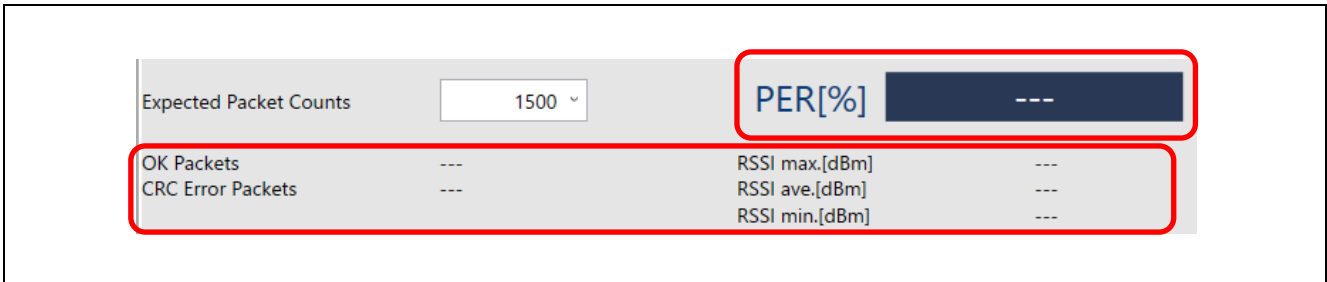 Expected Packet Counts 1500 PER[%] ---
OK Packets --- RSSI max.[dBm] ---
CRC Error Packets --- RSSI ave.[dBm] ---
RSSI min.[dBm] ---